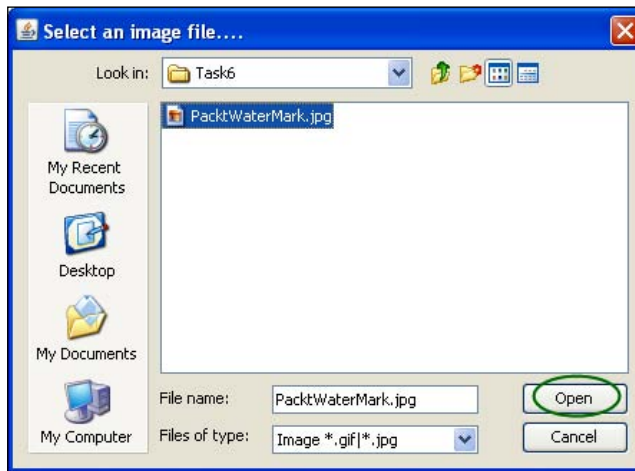 Select an image file....
Look in: Task6
PacktWaterMark.jpg
My Recent
Documents
Desktop
My Documents
My Computer
File name: PacktWaterMark.jpg Open
Files of type: Image *.gif|*.jpg Cancel